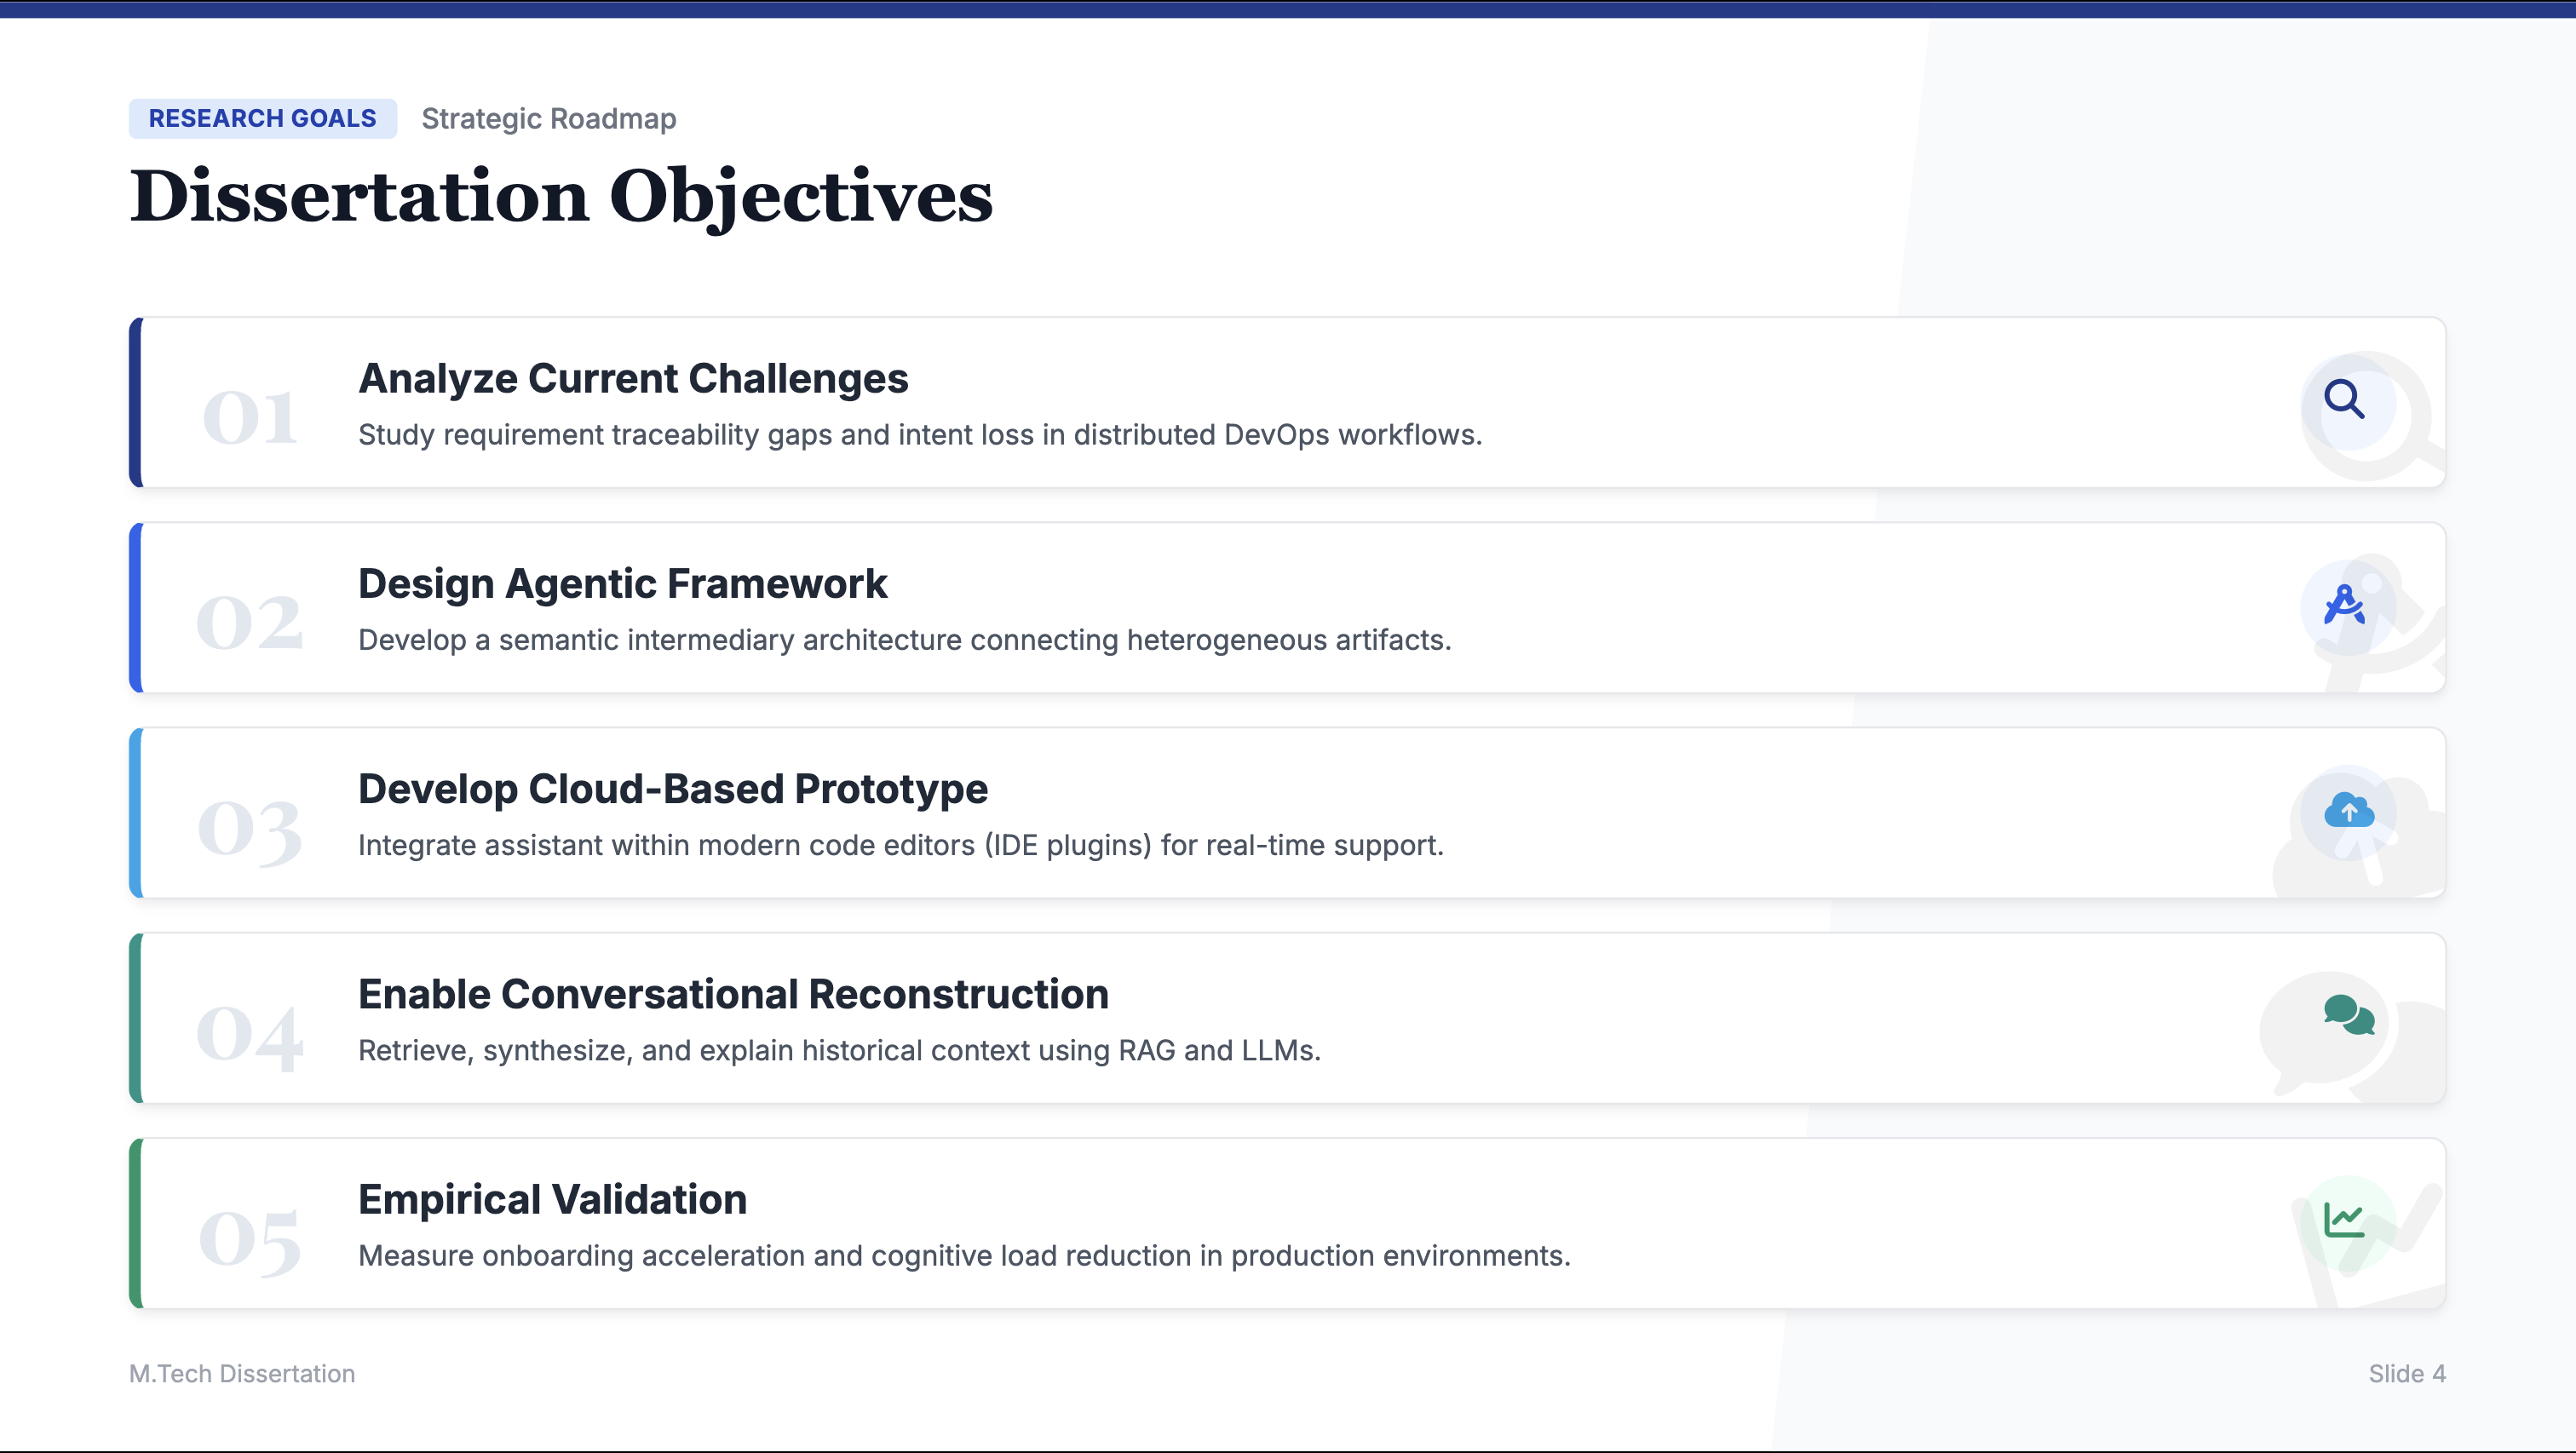 RESEARCH GOALS Strategic Roadmap
Dissertation Objectives
01
Analyze Current Challenges
Study requirement traceability gaps and intent loss in distributed DevOps workflows.
02
Design Agentic Framework
Develop a semantic intermediary architecture connecting heterogeneous artifacts.
03
Develop Cloud-Based Prototype
Integrate assistant within modern code editors (IDE plugins) for real-time support.
04
Enable Conversational Reconstruction
Retrieve, synthesize, and explain historical context using RAG and LLMs.
05
Empirical Validation
Measure onboarding acceleration and cognitive load reduction in production environments.
M.Tech Dissertation
Slide 4